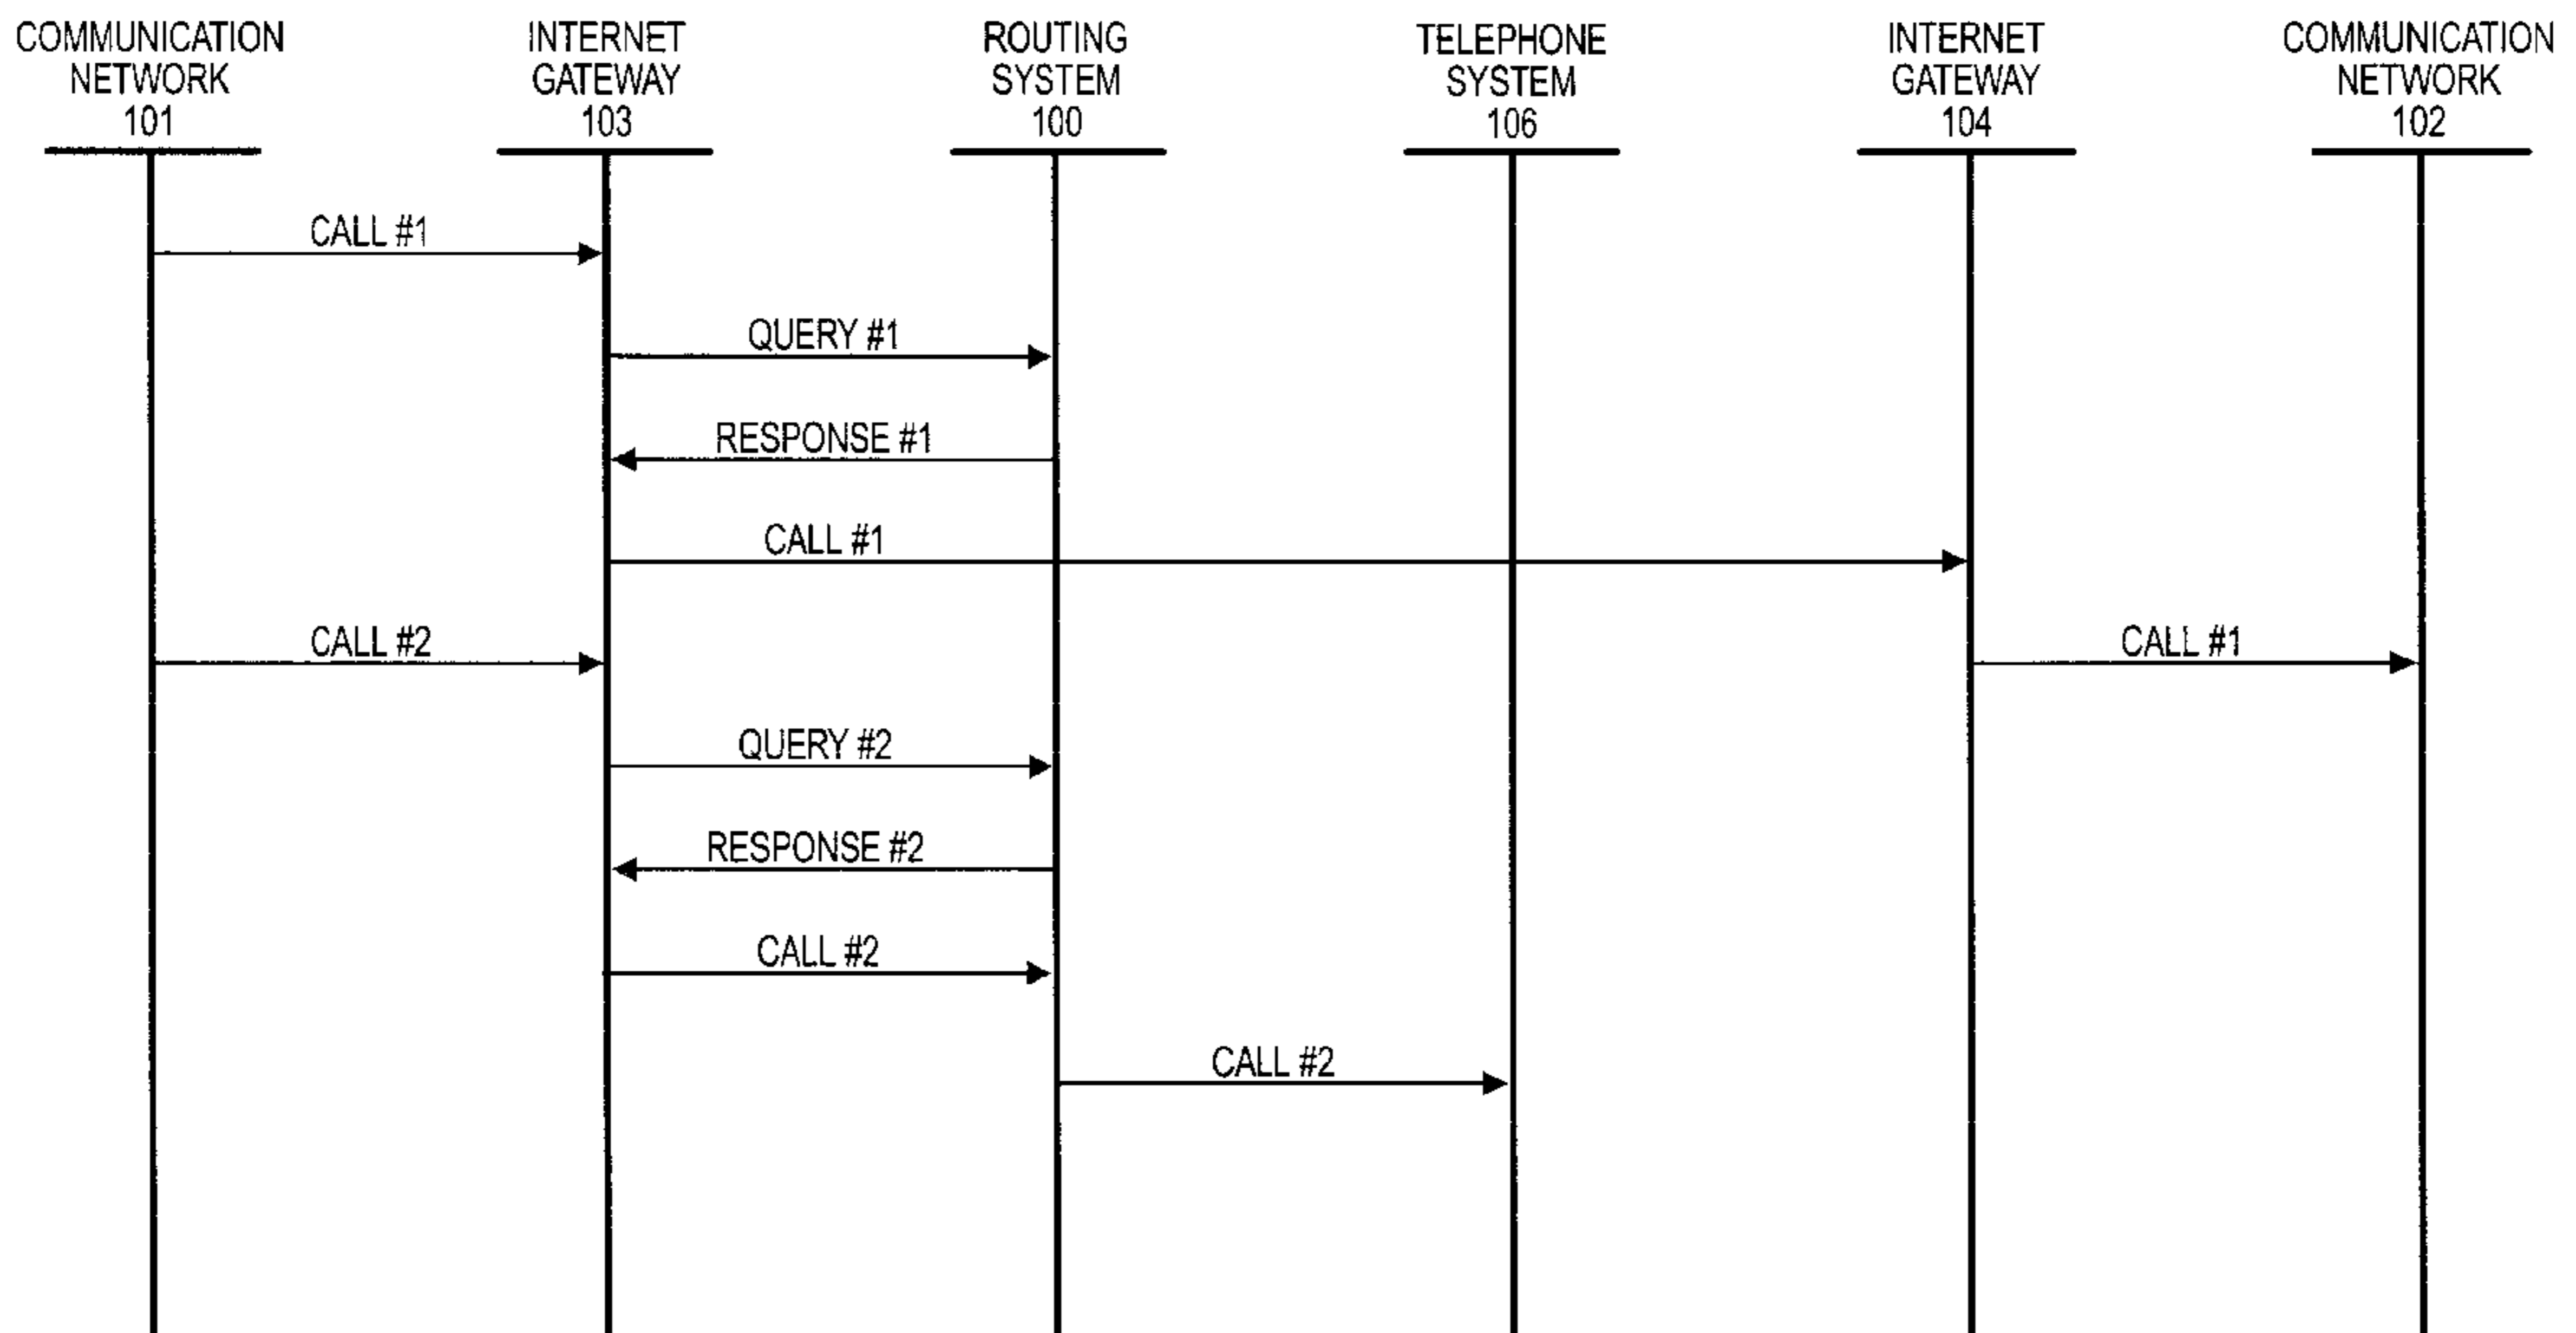 COMMUNICATION
NETWORK
101
INTERNET
GATEWAY
103
ROUTING
SYSTEM
100
TELEPHONE
SYSTEM
106
INTERNET
GATEWAY
104
COMMUNICATION
NETWORK
102
CALL #1
QUERY #1
RESPONSE #1
CALL #1
CALL #2
CALL #1
QUERY #2
RESPONSE #2
CALL #2
CALL #2